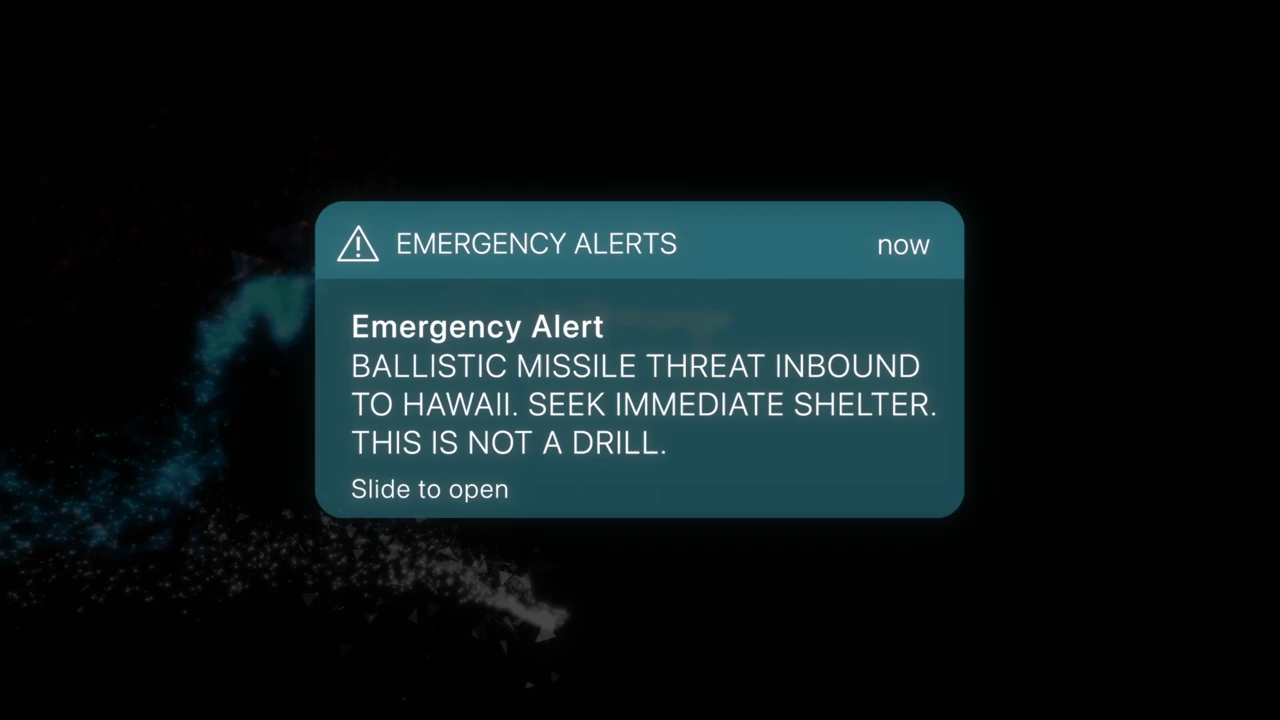 EMERGENCY ALERTS
now
Emergency Alert
BALLISTIC MISSILE THREAT INBOUND
TO HAWAII. SEEK IMMEDIATE SHELTER.
THIS IS NOT A DRILL.
Slide to open